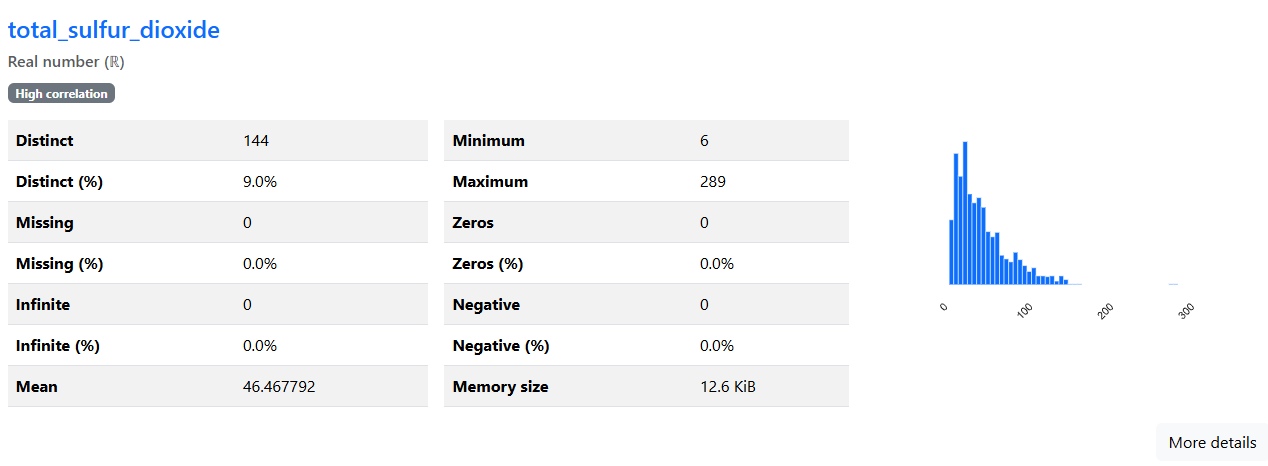 total_sulfur_dioxide
Real number (ℝ)
High correlation
Distinct 144
Distinct (%) 9.0%
Missing 0
Missing (%) 0.0%
Infinite 0
Infinite (%) 0.0%
Mean 46.467792
Minimum 6
Maximum 289
Zeros 0
Zeros (%) 0.0%
Negative 0
Negative (%) 0.0%
Memory size 12.6 KiB
0 100 200 300
More details